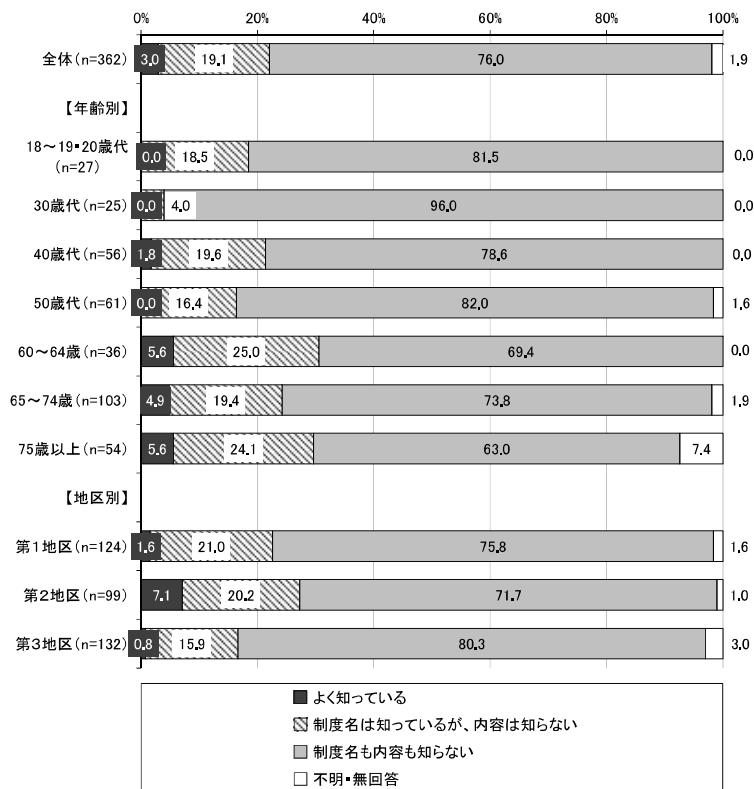 0% 20% 40% 60% 80% 100%
全体(n=362) 3.0 19.1 76.0 1.9
【年齢別】
18～19・20歳代
(n=27) 0.0 18.5 81.5 0.0
30歳代(n=25) 0.0 4.0 96.0 0.0
40歳代(n=56) 1.8 19.6 78.6 0.0
50歳代(n=61) 0.0 16.4 82.0 1.6
60～64歳(n=36) 5.6 25.0 69.4 0.0
65～74歳(n=103) 4.9 19.4 73.8 1.9
75歳以上(n=54) 5.6 24.1 63.0 7.4
【地区別】
第1地区(n=124) 1.6 21.0 75.8 1.6
第2地区(n=99) 7.1 20.2 71.7 1.0
第3地区(n=132) 0.8 15.9 80.3 3.0
よく知っている
制度名は知っているが、内容は知らない
制度名も内容も知らない
不明・無回答